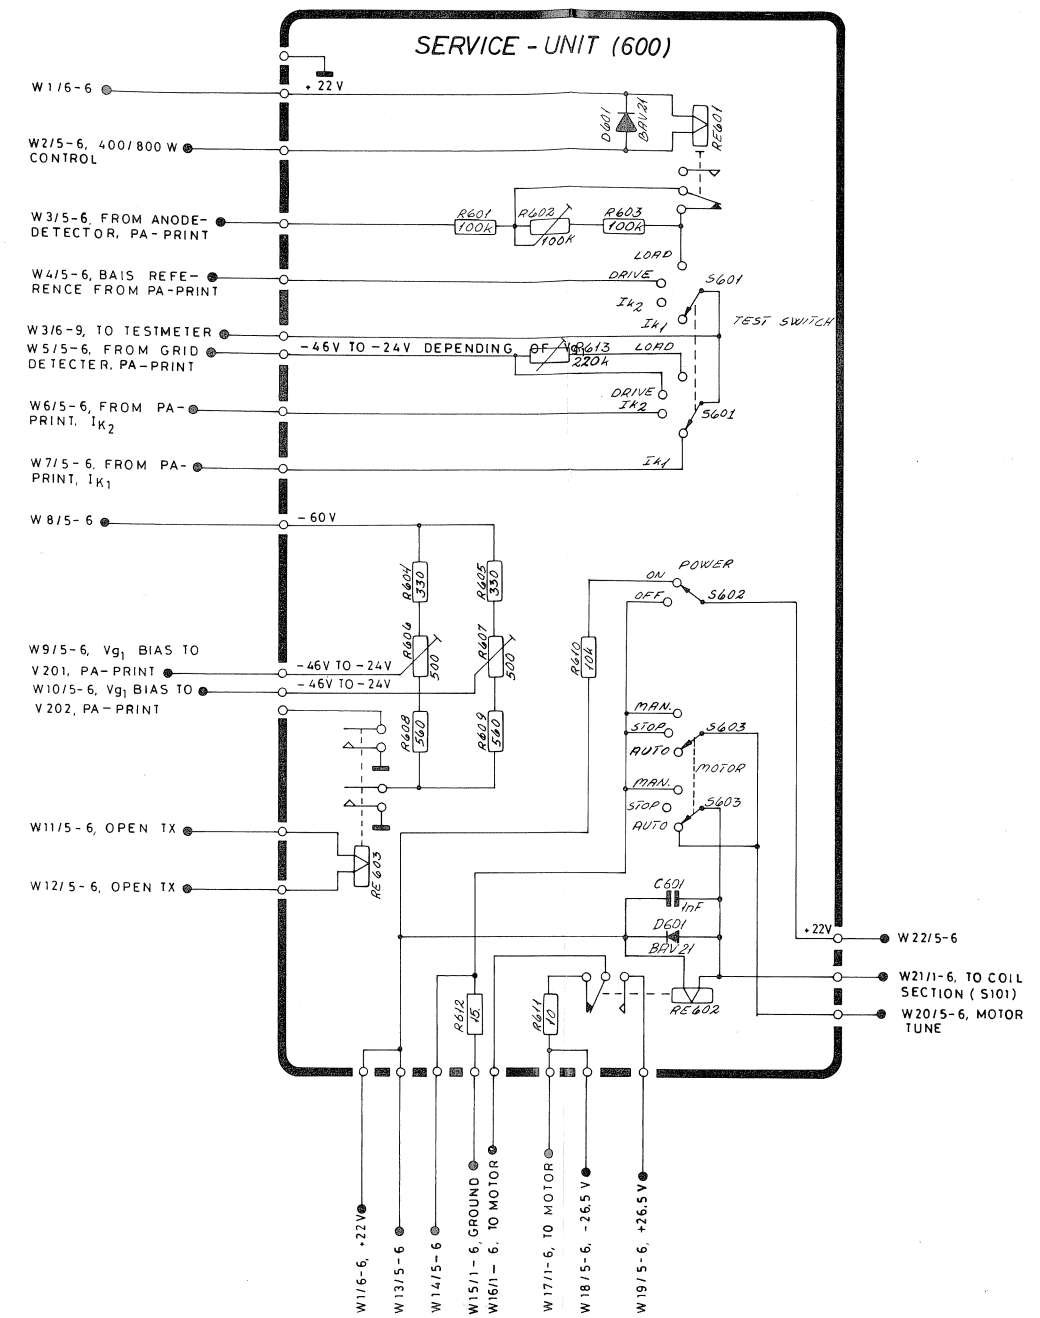 SERVICE - UNIT (600)
W1/6-6
+ 22 V
D601
BAV21
RE601
W2/5-6, 400/800 W
CONTROL
W3/5-6, FROM ANODE-
DETECTOR, PA-PRINT
R601
100k
R602
100K
R603
100k
LOAD
W4/5-6, BAIS REFE-
RENCE FROM PA-PRINT
DRIVE
IK2
IK1
S601
TEST SWITCH
W3/6-9, TO TESTMETER
W5/5-6, FROM GRID
DETECTER, PA-PRINT
-46V TO -24V DEPENDING OF Vg1
R613
220k
LOAD
DRIVE
IK2
S601
W6/5-6, FROM PA-
PRINT, IK2
W7/5-6, FROM PA-
PRINT, IK1
IK1
W8/5-6
-60V
R604
330
R605
330
POWER
ON
OFF
S602
R606
500
R607
500
R610
10k
W9/5-6, Vg1 BIAS TO
V201, PA-PRINT
-46V TO -24V
W10/5-6, Vg1 BIAS TO
V202, PA-PRINT
-46V TO -24V
R608
560
R609
560
MAN.
STOP
AUTO
S603
MOTOR
MAN.
STOP
AUTO
S603
W11/5-6, OPEN TX
W12/5-6, OPEN TX
RE603
C601
1nF
D601
BAV21
+22V
W22/5-6
W21/1-6, TO COIL
SECTION (S101)
W20/5-6, MOTOR
TUNE
R612
15
R611
10
RE602
W1/6-6, +22V
W13/5-6
W14/5-6
W15/1-6, GROUND
W16/1-6, TO MOTOR
W17/1-6, TO MOTOR
W18/5-6, -26,5 V
W19/5-6, +26,5 V